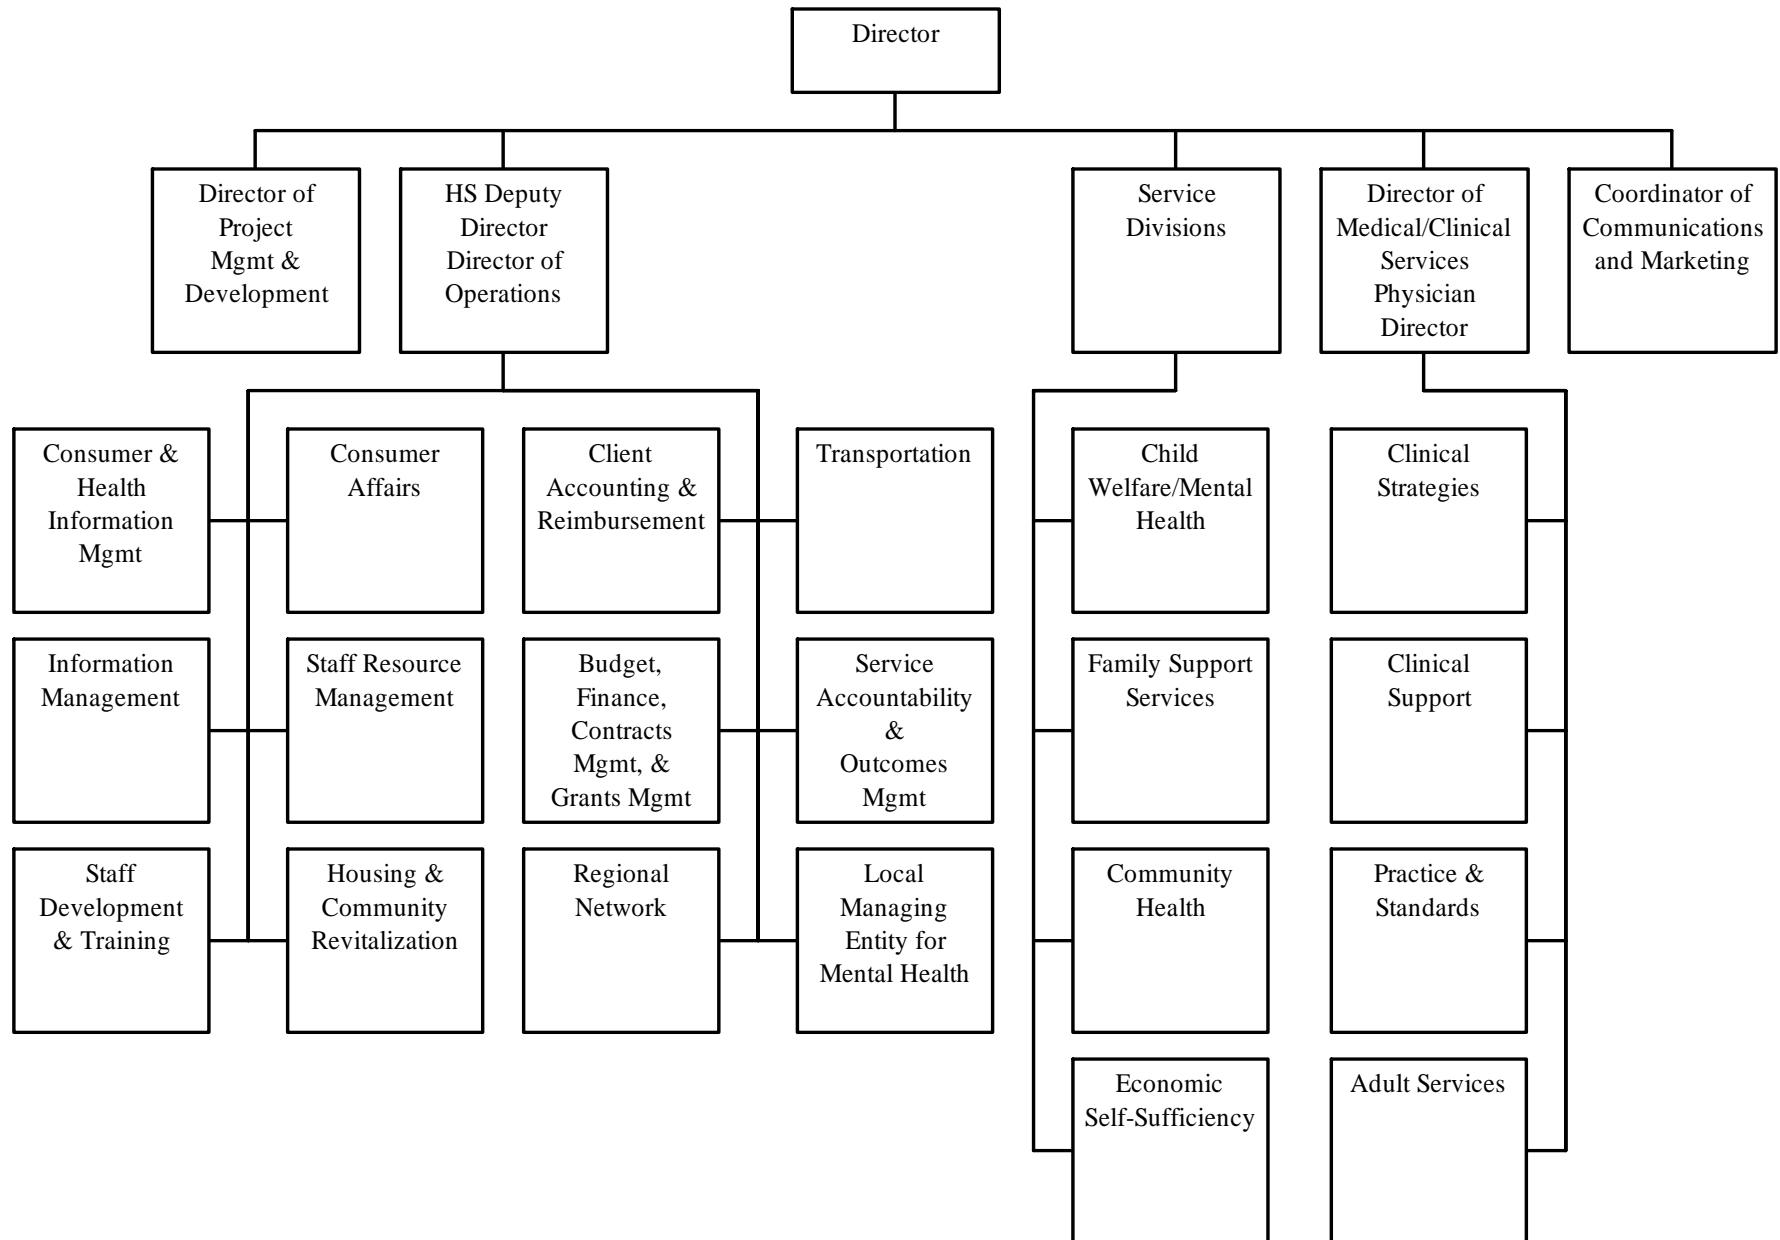 Director
Director of
Project
Mgmt &
Development
HS Deputy
Director
Director of
Operations
Service
Divisions
Director of
Medical/Clinical
Services
Physician
Director
Coordinator of
Communications
and Marketing
Consumer &
Health
Information
Mgmt
Consumer
Affairs
Client
Accounting &
Reimbursement
Transportation
Child
Welfare/Mental
Health
Clinical
Strategies
Information
Management
Staff Resource
Management
Budget,
Finance,
Contracts
Mgmt, &
Grants Mgmt
Service
Accountability
&
Outcomes
Mgmt
Family Support
Services
Clinical
Support
Staff
Development
& Training
Housing &
Community
Revitalization
Regional
Network
Local
Managing
Entity for
Mental Health
Community
Health
Practice &
Standards
Economic
Self-Sufficiency
Adult Services